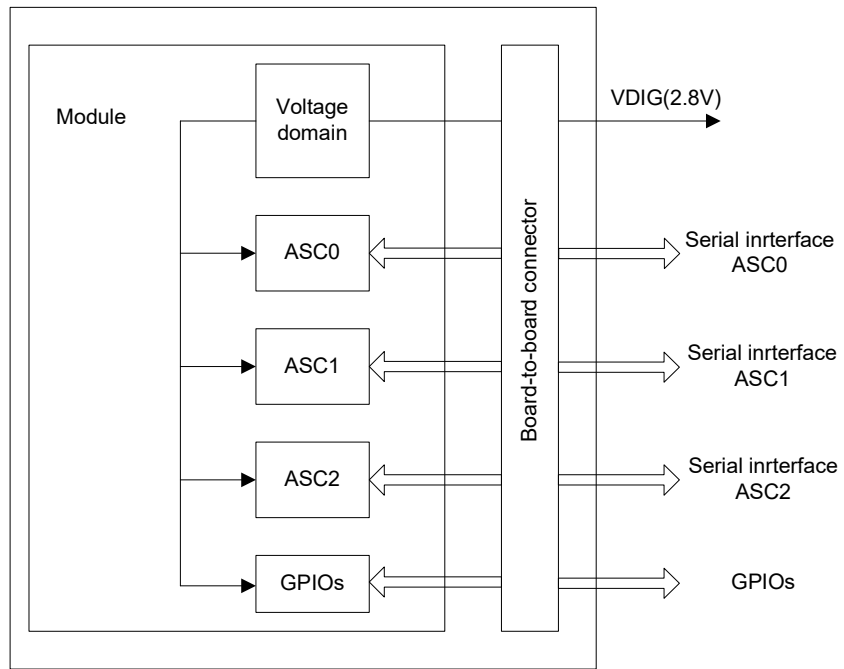 Module
Voltage
domain
VDIG(2.8V)
ASC0
Serial inrterface
ASC0
ASC1
Serial inrterface
ASC1
ASC2
Serial inrterface
ASC2
GPIOs
GPIOs
Board-to-board connector